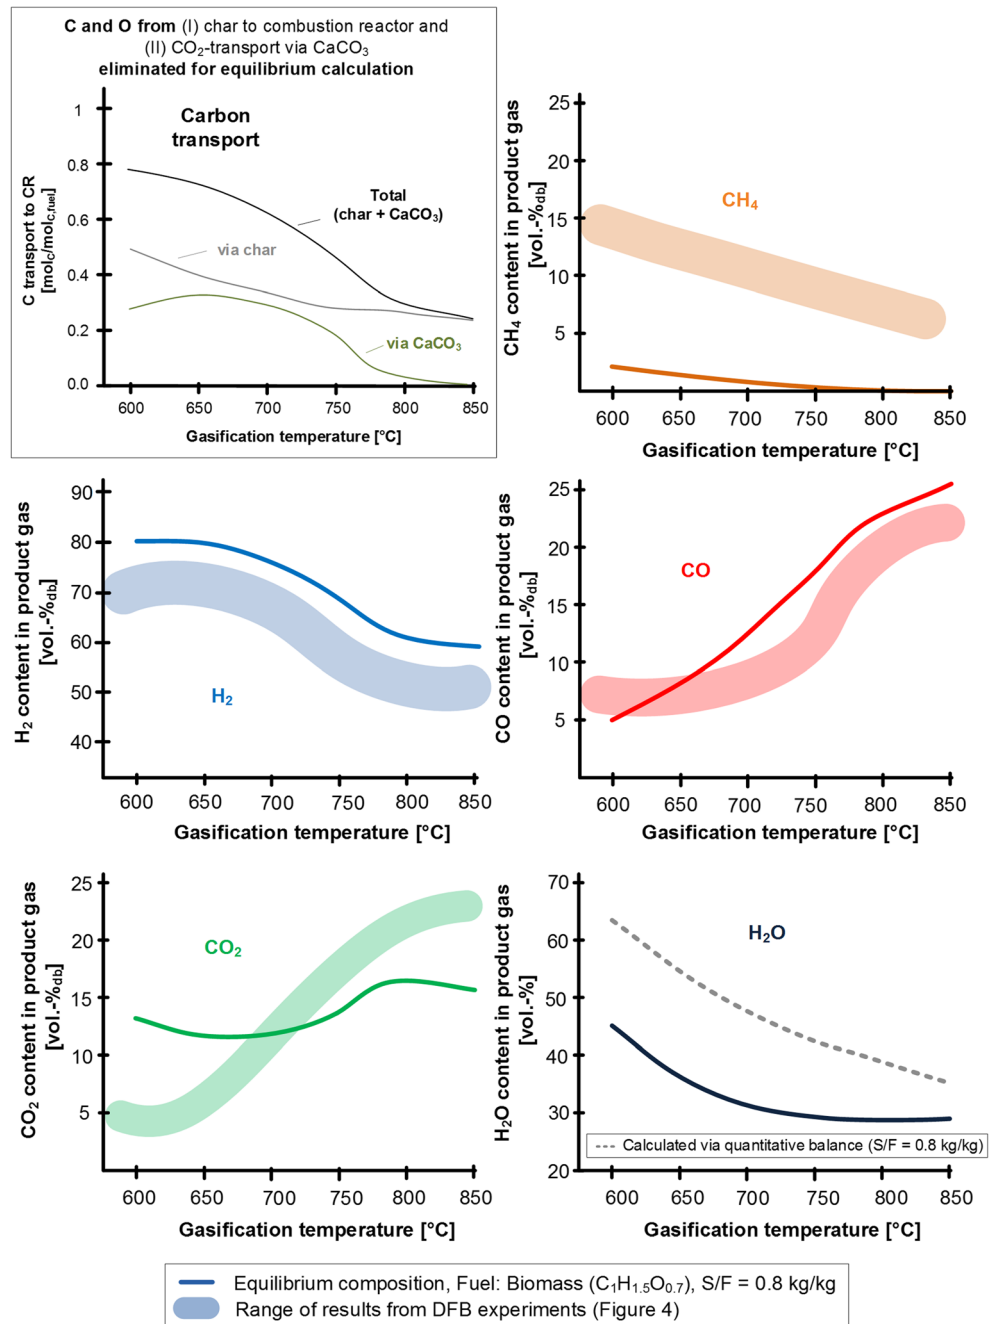 C and O from (I) char to combustion reactor and
(II) CO₂-transport via CaCO₃
eliminated for equilibrium calculation
Carbon
transport
C transport to CR
[mol_C/mol_C,fuel]
1
0.8
0.6
0.4
0.2
0.0
Total
(char + CaCO₃)
via char
via CaCO₃
600 650 700 750 800 850
Gasification temperature [°C]
CH₄ content in product gas
[vol.-%db]
25
20
15
10
5
CH₄
600 650 700 750 800 850
Gasification temperature [°C]
H₂ content in product gas
[vol.-%db]
90
80
70
60
50
40
H₂
600 650 700 750 800 850
Gasification temperature [°C]
CO content in product gas
[vol.-%db]
25
20
15
10
5
CO
600 650 700 750 800 850
Gasification temperature [°C]
CO₂ content in product gas
[vol.-%db]
25
20
15
10
5
CO₂
600 650 700 750 800 850
Gasification temperature [°C]
H₂O content in product gas
[vol.-%]
70
60
50
40
30
20
H₂O
Calculated via quantitative balance (S/F = 0.8 kg/kg)
600 650 700 750 800 850
Gasification temperature [°C]
Equilibrium composition, Fuel: Biomass (C₁H₁.₅O₀.₇), S/F = 0.8 kg/kg
Range of results from DFB experiments (Figure 4)